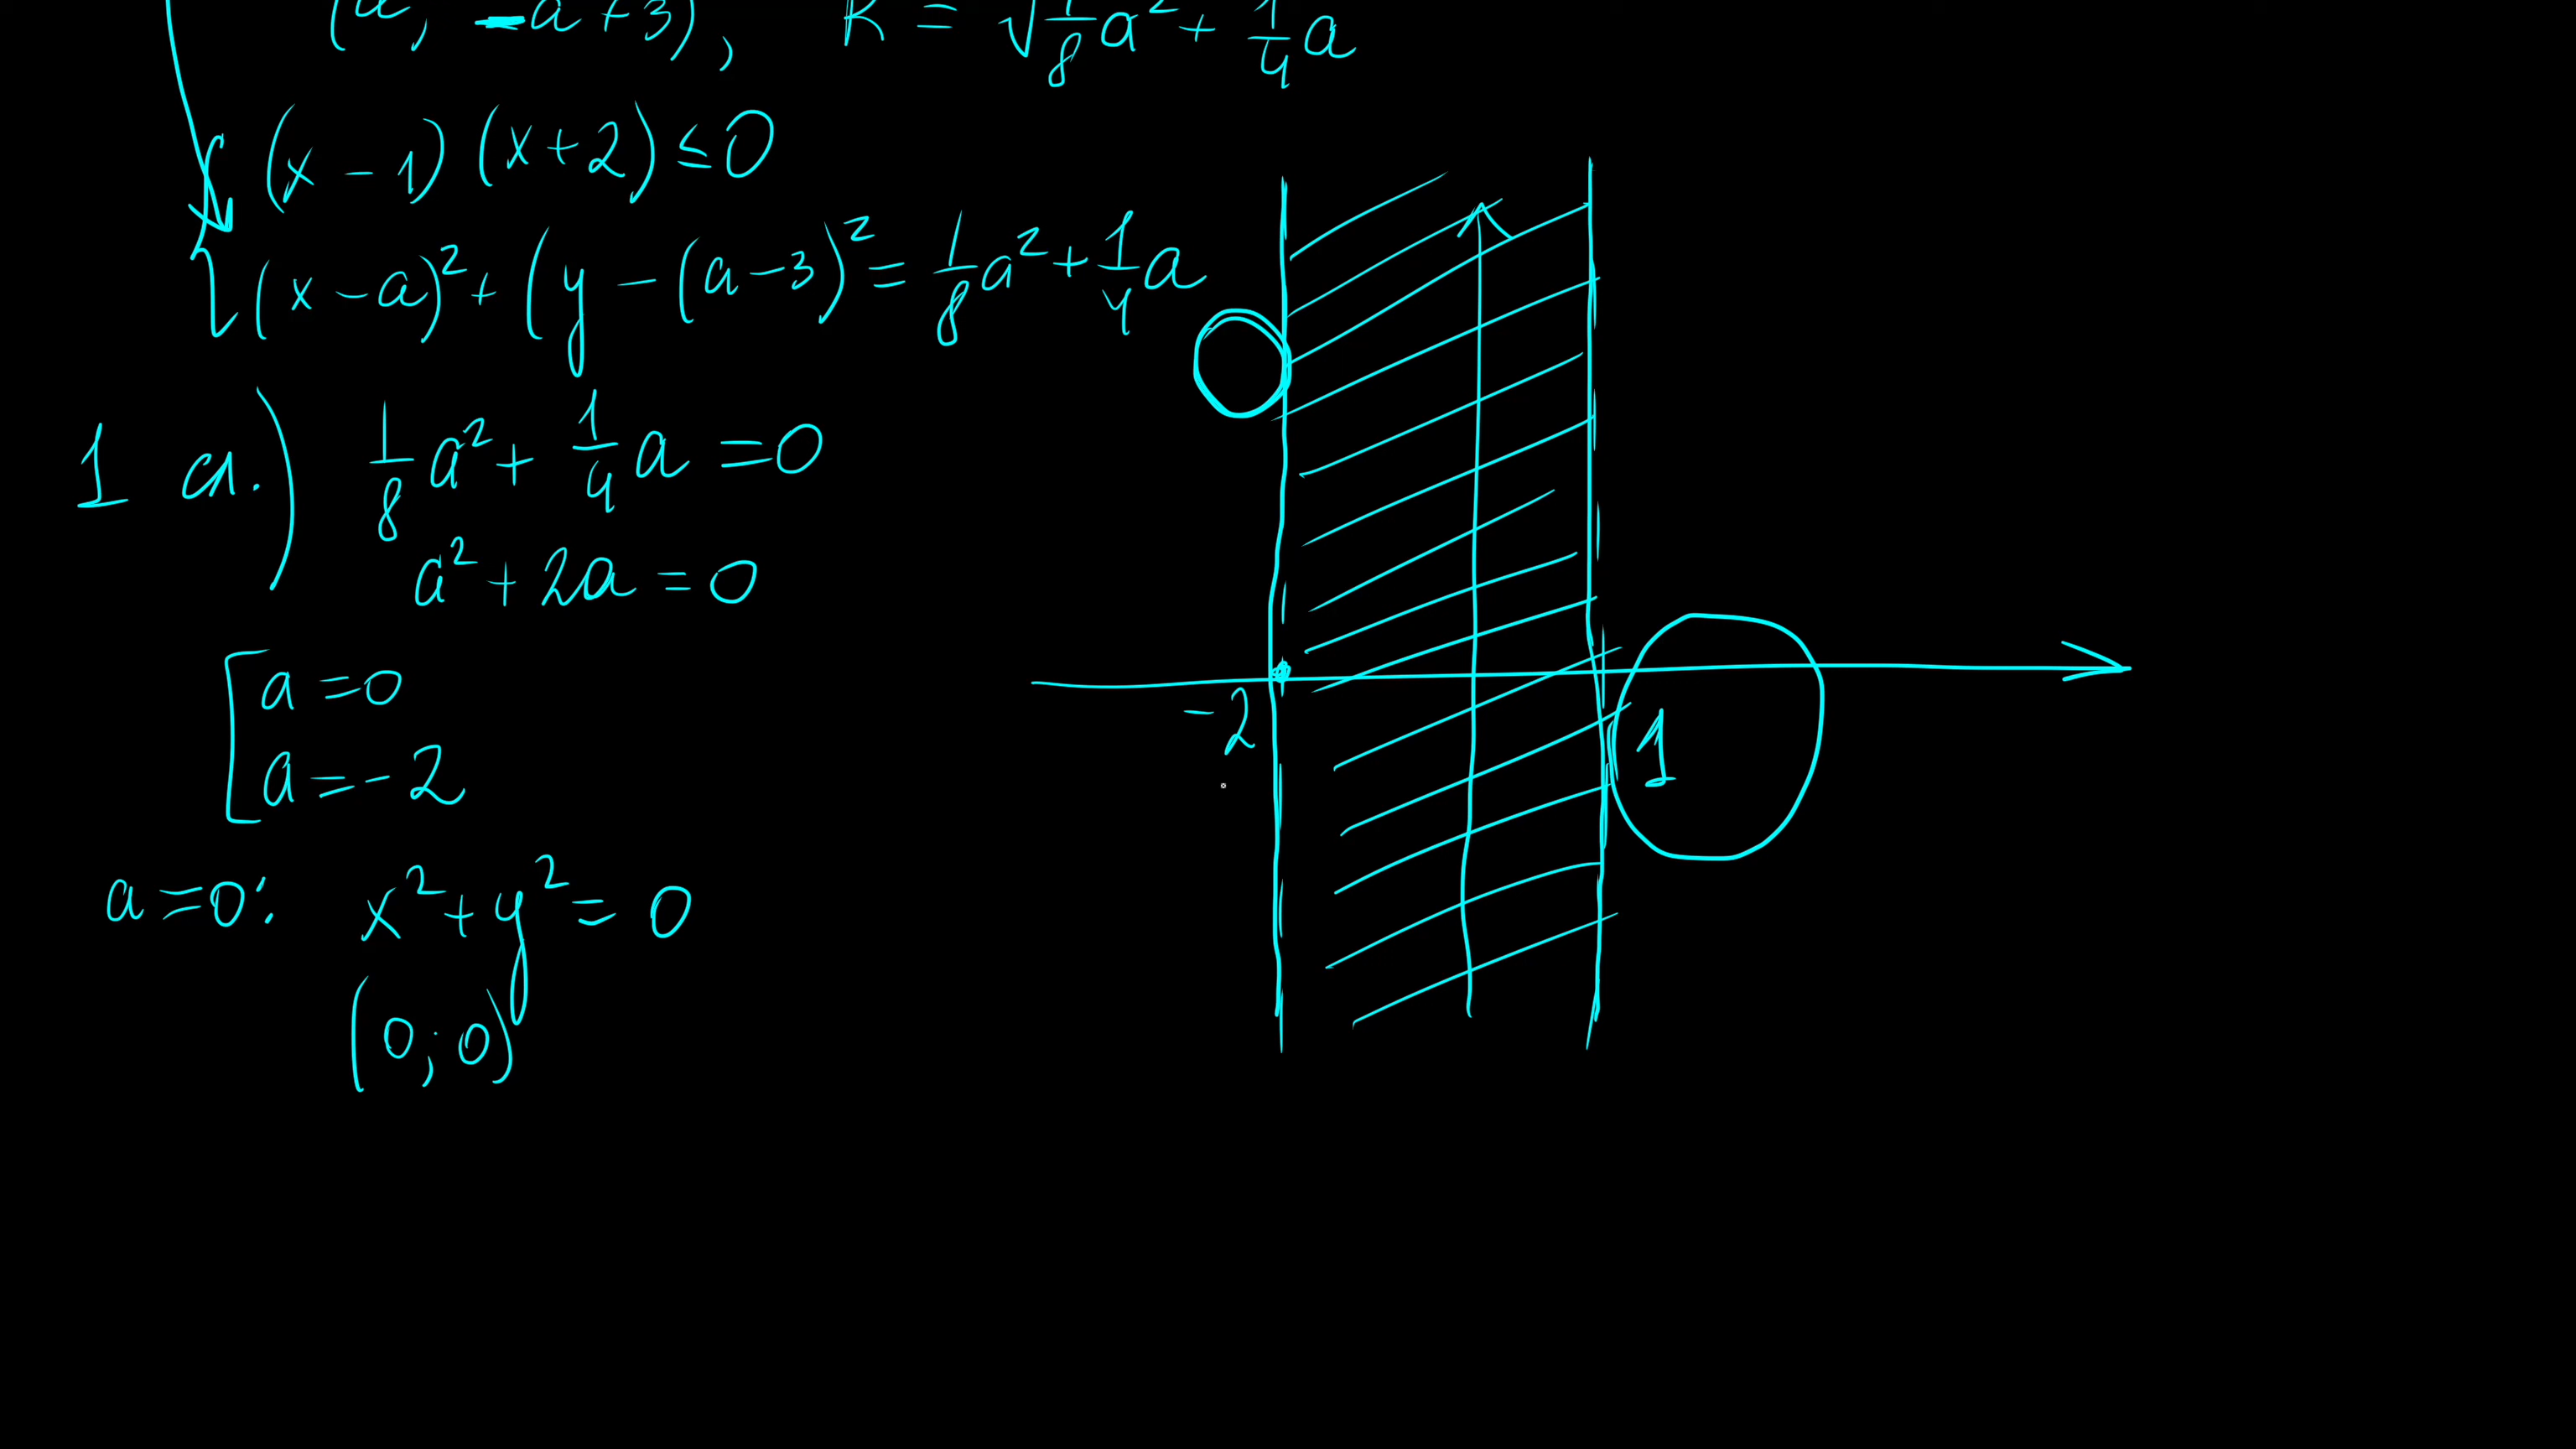 (a; -a+3), R = √1/8 a² + 1/4 a
(x-1)(x+2) ≤ 0
(x-a)² + (y-(a-3)² = 1/8 a² + 1/4 a
1 сл.) 1/8 a² + 1/4 a = 0
a² + 2a = 0
a = 0
a = -2
a = 0: x² + y² = 0
(0; 0)
-2
1